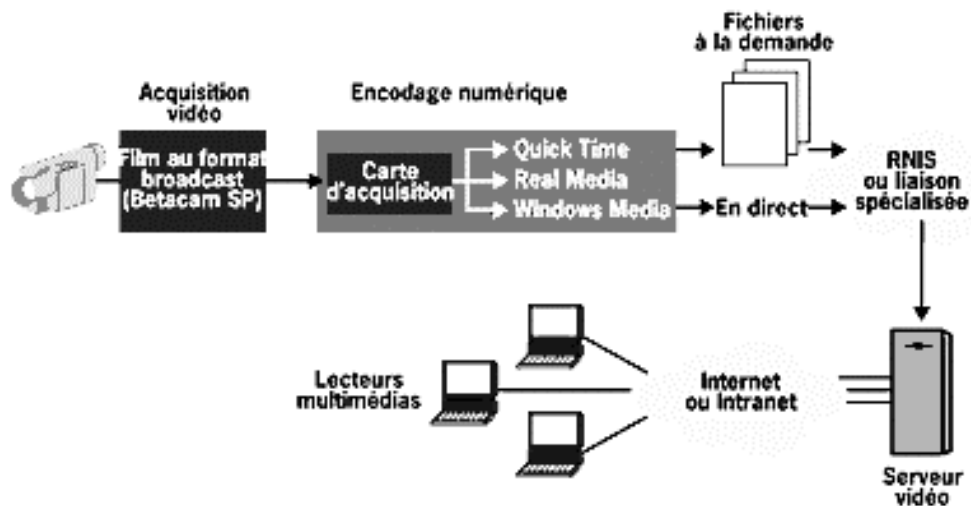 Acquisition
vidéo
Film au format
broadcast
(Betacam SP)
Encodage numérique
Carte
d'acquisition
Quick Time
Real Media
Windows Media
Fichiers
à la demande
En direct
RNIS
ou liaison
spécialisée
Lecteurs
multimédias
Internet
ou Intranet
Serveur
vidéo